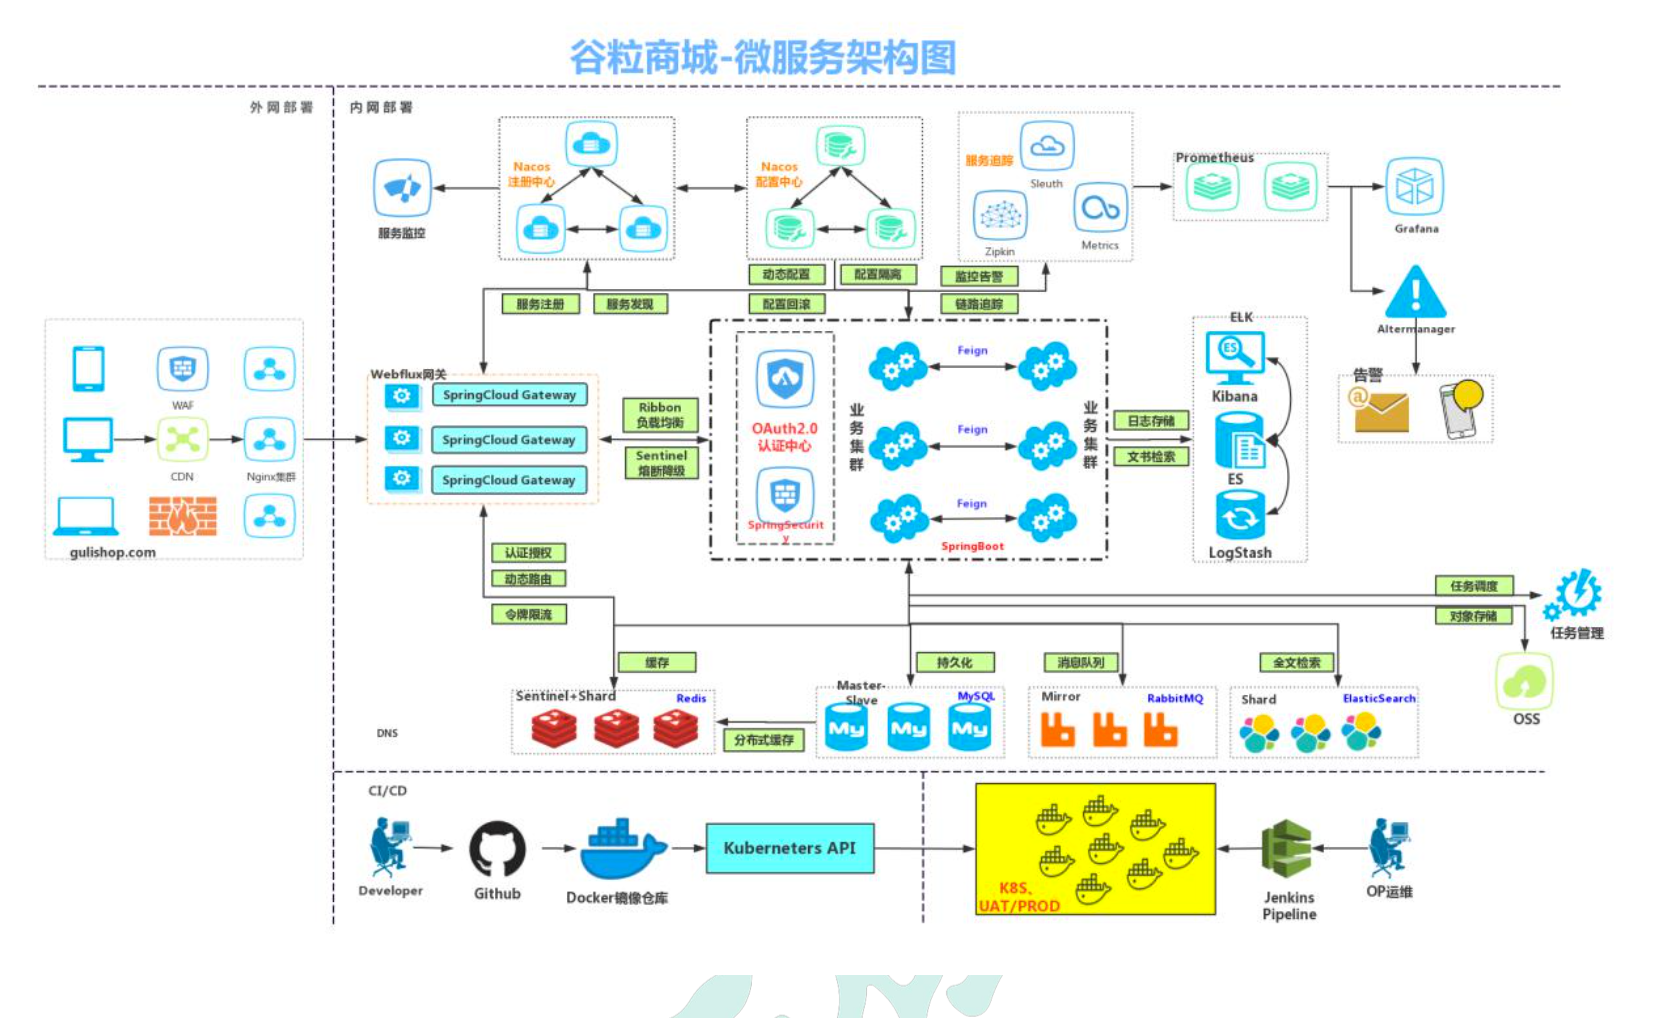 谷粒商城-微服务架构图
外网部署
内网部署
Nacos
注册中心
Nacos
配置中心
服务追踪
Sleuth
Zipkin
Metrics
Prometheus
Grafana
服务监控
动态配置
配置隔离
监控告警
服务注册
服务发现
配置回滚
链路追踪
Altermanager
告警
WAF
CDN
Nginx集群
gulishop.com
Webflux网关
SpringCloud Gateway
SpringCloud Gateway
SpringCloud Gateway
Ribbon
负载均衡
Sentinel
熔断降级
OAuth2.0
认证中心
SpringSecurit
y
业务集群
Feign
Feign
Feign
SpringBoot
业务集群
日志存储
文书检索
ELK
ES
Kibana
ES
LogStash
认证授权
动态路由
令牌限流
任务调度
对象存储
任务管理
OSS
缓存
持久化
消息队列
全文检索
Sentinel+Shard
Redis
Master-
Slave
MySQL
My
My
My
Mirror
RabbitMQ
Shard
ElasticSearch
分布式缓存
DNS
CI/CD
Developer
Github
Docker镜像仓库
Kuberneters API
K8S、
UAT/PROD
Jenkins
Pipeline
OP运维